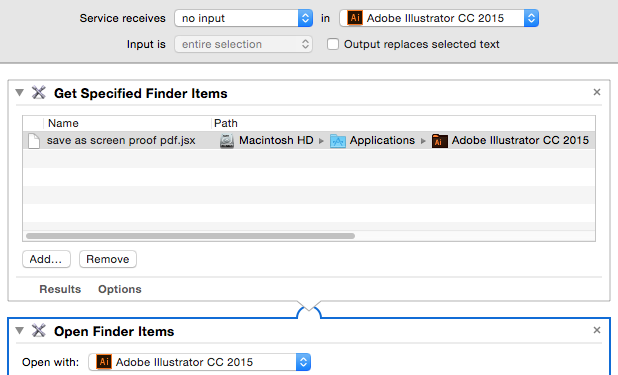 Service receives no input in Ai Adobe Illustrator CC 2015
Input is entire selection Output replaces selected text
Get Specified Finder Items
Name Path
save as screen proof pdf.jsx Macintosh HD Applications Ai Adobe Illustrator CC 2015
Add... Remove
Results Options
Open Finder Items
Open with: Ai Adobe Illustrator CC 2015